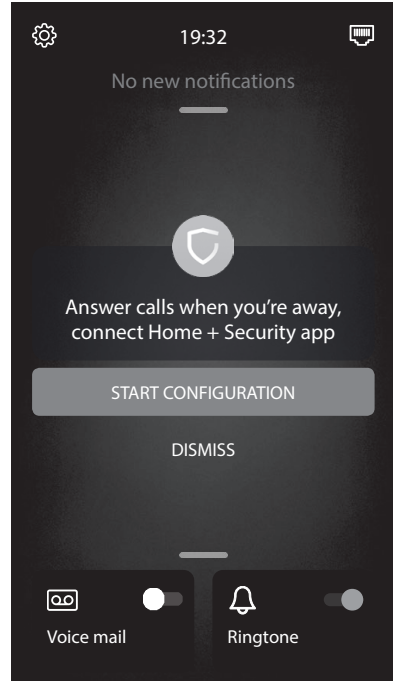 19:32
No new notifications
Answer calls when you’re away,
connect Home + Security app
START CONFIGURATION
DISMISS
Voice mail
Ringtone